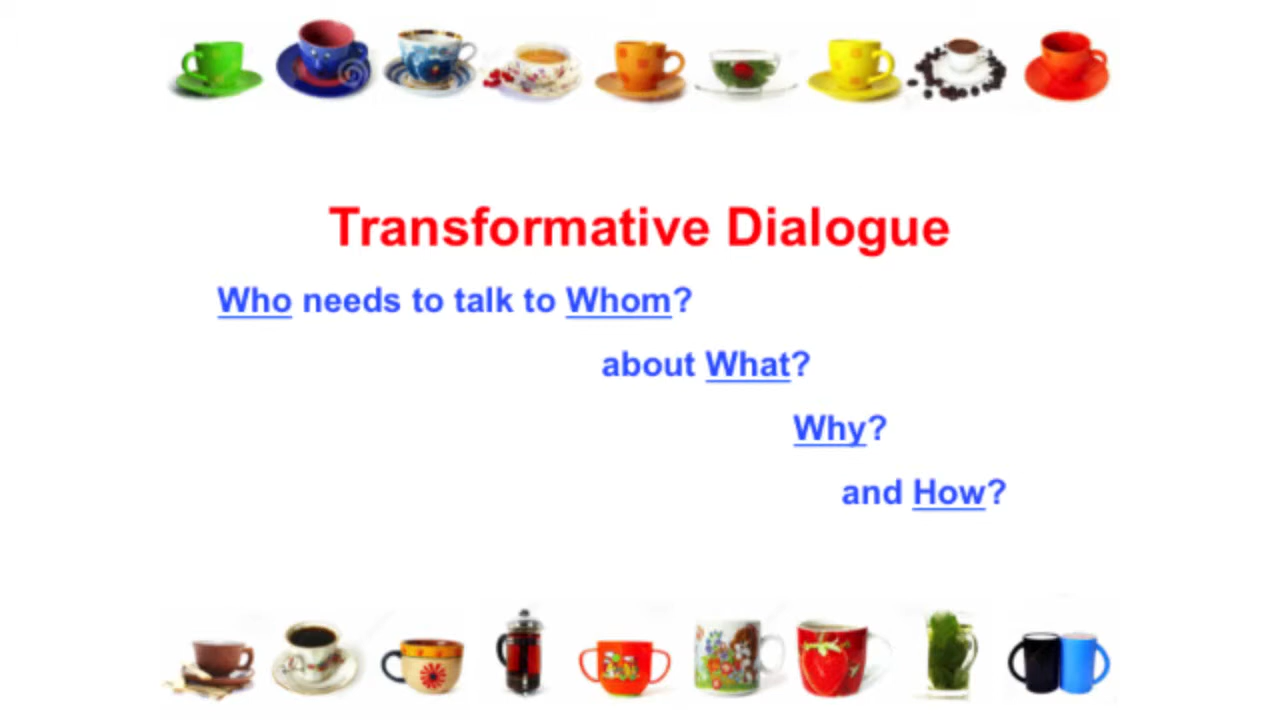 Transformative Dialogue
Who needs to talk to Whom?
about What?
Why?
and How?